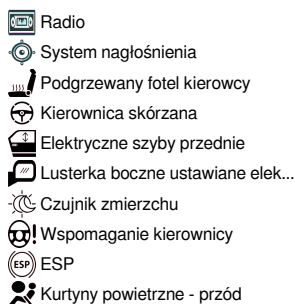 Radio
System nagłośnienia
Podgrzewany fotel kierowcy
Kierownica skórzana
Elektryczne szyby przednie
Lusterka boczne ustawiane elek...
Czujnik zmierzchu
Wspomaganie kierownicy
ESP ESP
Kurtyny powietrzne - przód